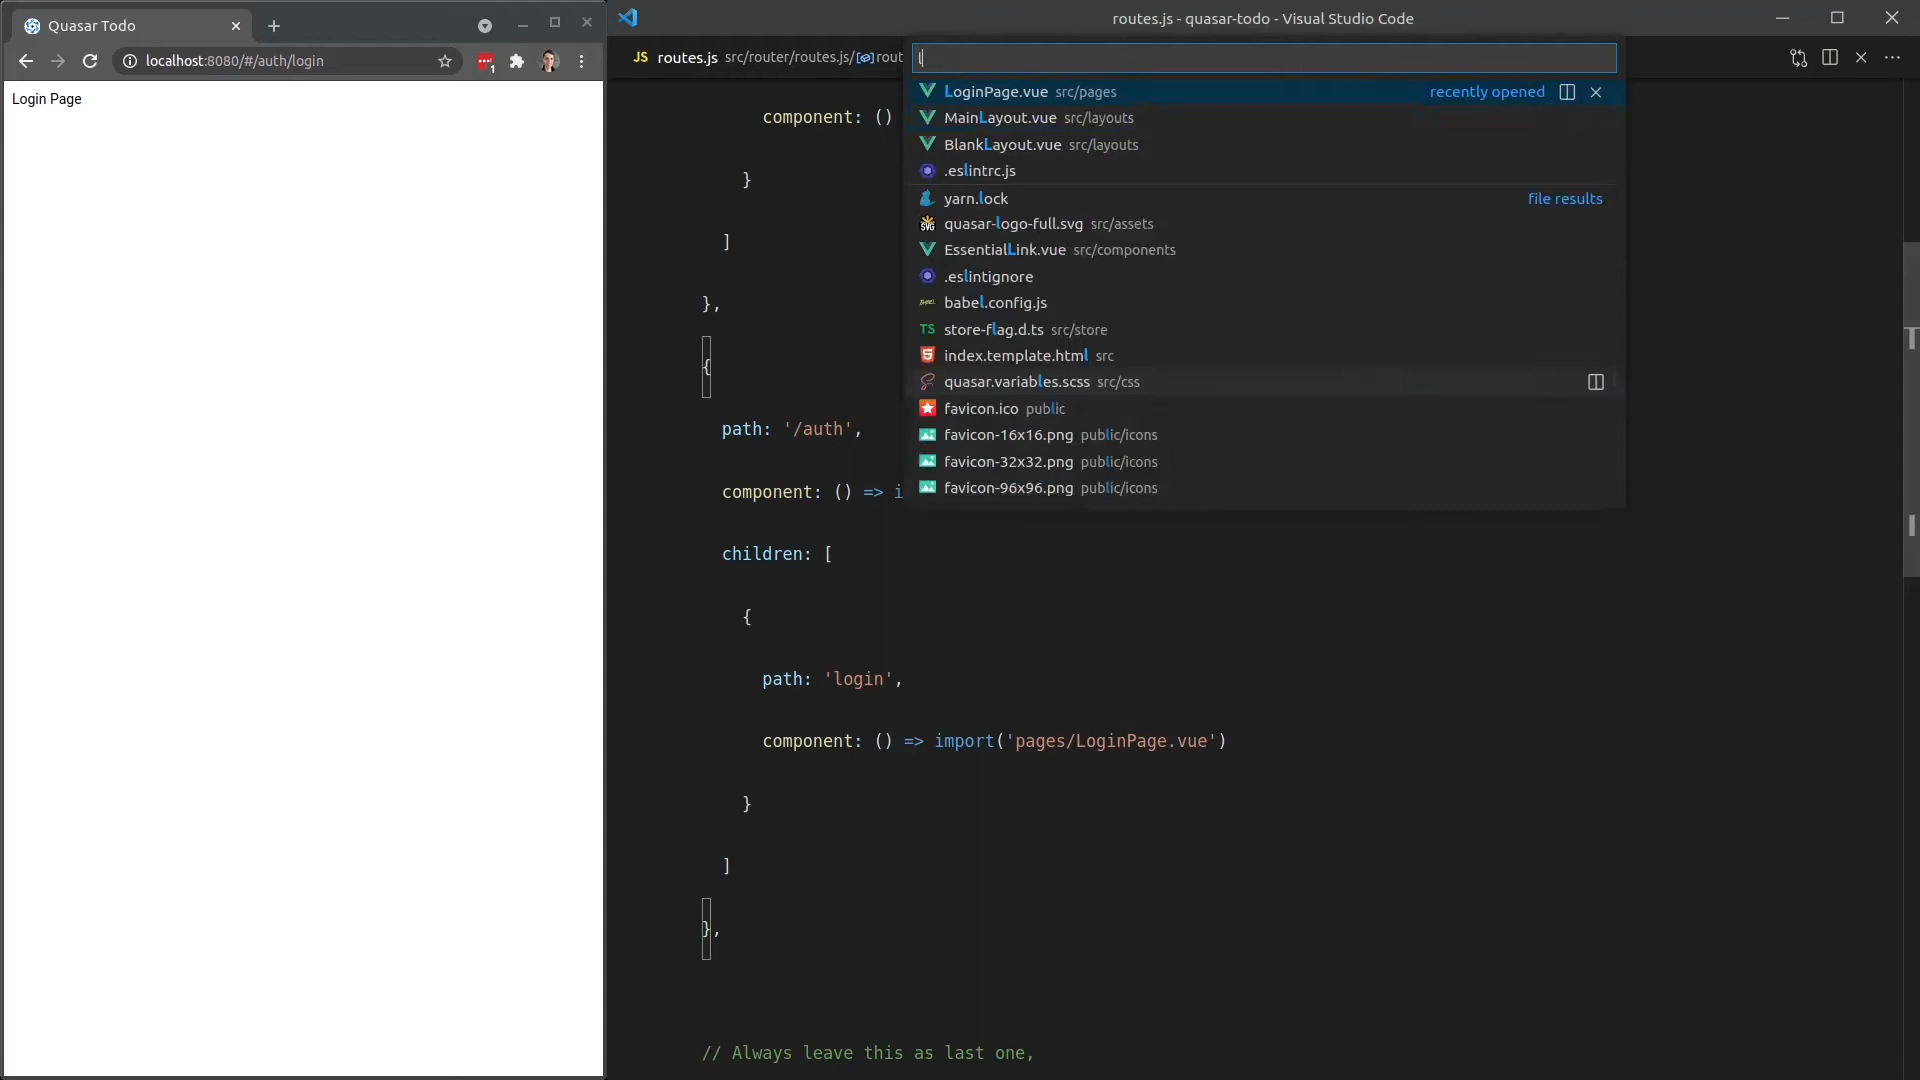 Quasar Todo
localhost:8080/#/auth/login
1
Login Page
routes.js - quasar-todo - Visual Studio Code
JS routes.js src/router/routes.js/ rout
l
LoginPage.vue src/pages recently opened
MainLayout.vue src/layouts
BlankLayout.vue src/layouts
.eslintrc.js
yarn.lock file results
SVG quasar-logo-full.svg src/assets
EssentialLink.vue src/components
.eslintignore
babel.config.js
TS store-flag.d.ts src/store
index.template.html src
quasar.variables.scss src/css
favicon.ico public
favicon-16x16.png public/icons
favicon-32x32.png public/icons
favicon-96x96.png public/icons
component: ()
}
]
},
{
path: '/auth',
component: () => i
children: [
{
path: 'login',
component: () => import('pages/LoginPage.vue')
}
]
},
// Always leave this as last one,